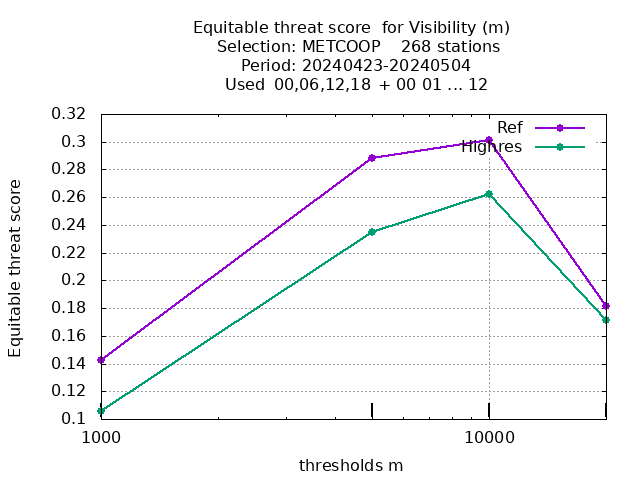 Equitable threat score for Visibility (m)
Selection: METCOOP 268 stations
Period: 20240423-20240504
Used 00,06,12,18 + 00 01 ... 12
Ref
Highres
Equitable threat score
0.32
0.3
0.28
0.26
0.24
0.22
0.2
0.18
0.16
0.14
0.12
0.1
1000 10000
thresholds m